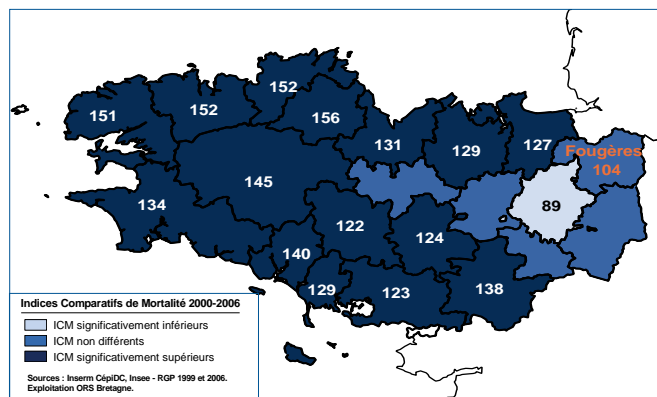 152
151
152
156
131
129
127
Fougères
104
145
134
89
122
124
140
129
123
138
Indices Comparatifs de Mortalité 2000-2006
ICM significativement inférieurs
ICM non différents
ICM significativement supérieurs
Sources : Inserm CépiDC, Insee - RGP 1999 et 2006.
Exploitation ORS Bretagne.